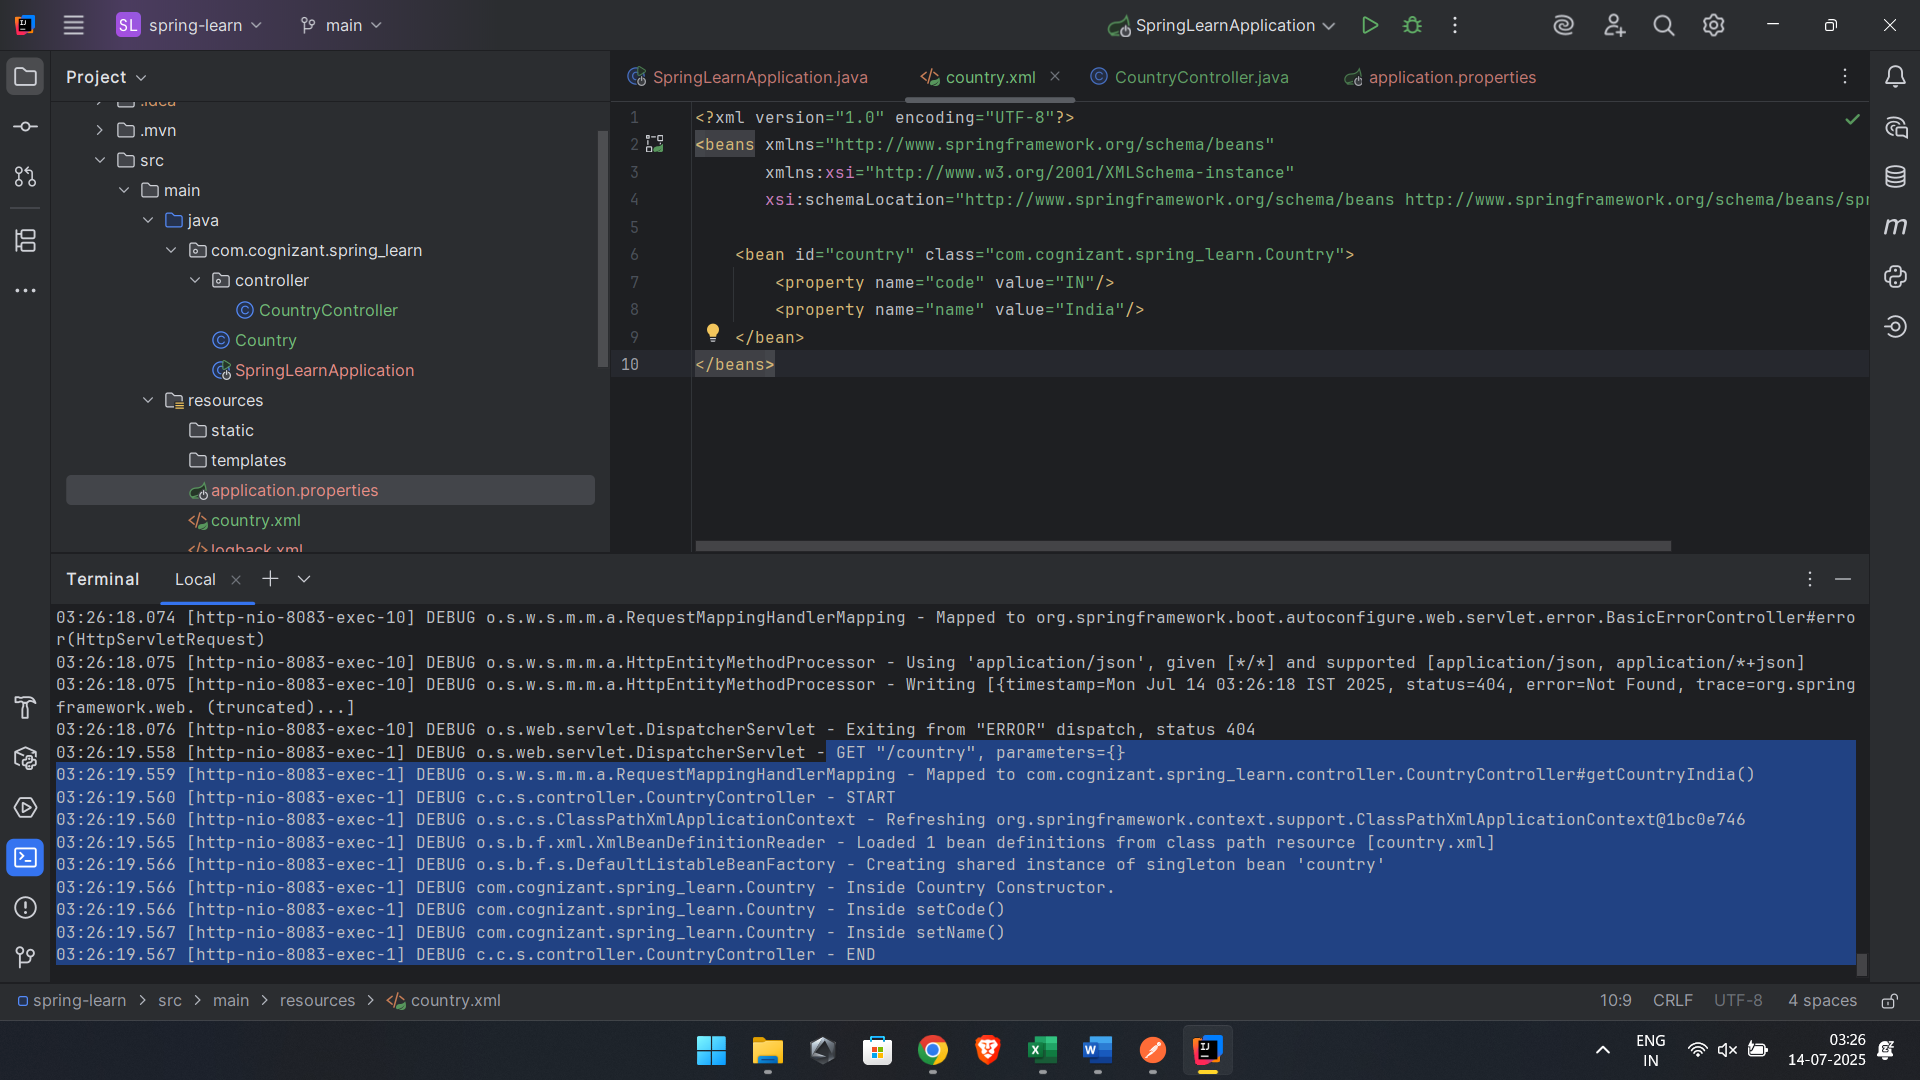 SL spring-learn main SpringLearnApplication
Project
SpringLearnApplication.java country.xml CountryController.java application.properties
.idea
.mvn
src
main
java
com.cognizant.spring_learn
controller
CountryController
Country
SpringLearnApplication
resources
static
templates
application.properties
country.xml
logback.xml
1 <?xml version="1.0" encoding="UTF-8"?>
2 <beans xmlns="http://www.springframework.org/schema/beans"
3 xmlns:xsi="http://www.w3.org/2001/XMLSchema-instance"
4 xsi:schemaLocation="http://www.springframework.org/schema/beans http://www.springframework.org/schema/beans/spr
5
6 <bean id="country" class="com.cognizant.spring_learn.Country">
7 <property name="code" value="IN"/>
8 <property name="name" value="India"/>
9 </bean>
10 </beans>
Terminal Local
03:26:18.074 [http-nio-8083-exec-10] DEBUG o.s.w.s.m.m.a.RequestMappingHandlerMapping - Mapped to org.springframework.boot.autoconfigure.web.servlet.error.BasicErrorController#erro
r(HttpServletRequest)
03:26:18.075 [http-nio-8083-exec-10] DEBUG o.s.w.s.m.m.a.HttpEntityMethodProcessor - Using 'application/json', given [*/*] and supported [application/json, application/*+json]
03:26:18.075 [http-nio-8083-exec-10] DEBUG o.s.w.s.m.m.a.HttpEntityMethodProcessor - Writing [{timestamp=Mon Jul 14 03:26:18 IST 2025, status=404, error=Not Found, trace=org.spring
framework.web. (truncated)...]
03:26:18.076 [http-nio-8083-exec-10] DEBUG o.s.web.servlet.DispatcherServlet - Exiting from "ERROR" dispatch, status 404
03:26:19.558 [http-nio-8083-exec-1] DEBUG o.s.web.servlet.DispatcherServlet - GET "/country", parameters={}
03:26:19.559 [http-nio-8083-exec-1] DEBUG o.s.w.s.m.m.a.RequestMappingHandlerMapping - Mapped to com.cognizant.spring_learn.controller.CountryController#getCountryIndia()
03:26:19.560 [http-nio-8083-exec-1] DEBUG c.c.s.controller.CountryController - START
03:26:19.560 [http-nio-8083-exec-1] DEBUG o.s.c.s.ClassPathXmlApplicationContext - Refreshing org.springframework.context.support.ClassPathXmlApplicationContext@1bc0e746
03:26:19.565 [http-nio-8083-exec-1] DEBUG o.s.b.f.xml.XmlBeanDefinitionReader - Loaded 1 bean definitions from class path resource [country.xml]
03:26:19.566 [http-nio-8083-exec-1] DEBUG o.s.b.f.s.DefaultListableBeanFactory - Creating shared instance of singleton bean 'country'
03:26:19.566 [http-nio-8083-exec-1] DEBUG com.cognizant.spring_learn.Country - Inside Country Constructor.
03:26:19.566 [http-nio-8083-exec-1] DEBUG com.cognizant.spring_learn.Country - Inside setCode()
03:26:19.567 [http-nio-8083-exec-1] DEBUG com.cognizant.spring_learn.Country - Inside setName()
03:26:19.567 [http-nio-8083-exec-1] DEBUG c.c.s.controller.CountryController - END
spring-learn > src > main > resources > country.xml 10:9 CRLF UTF-8 4 spaces
ENG 03:26
IN 14-07-2025